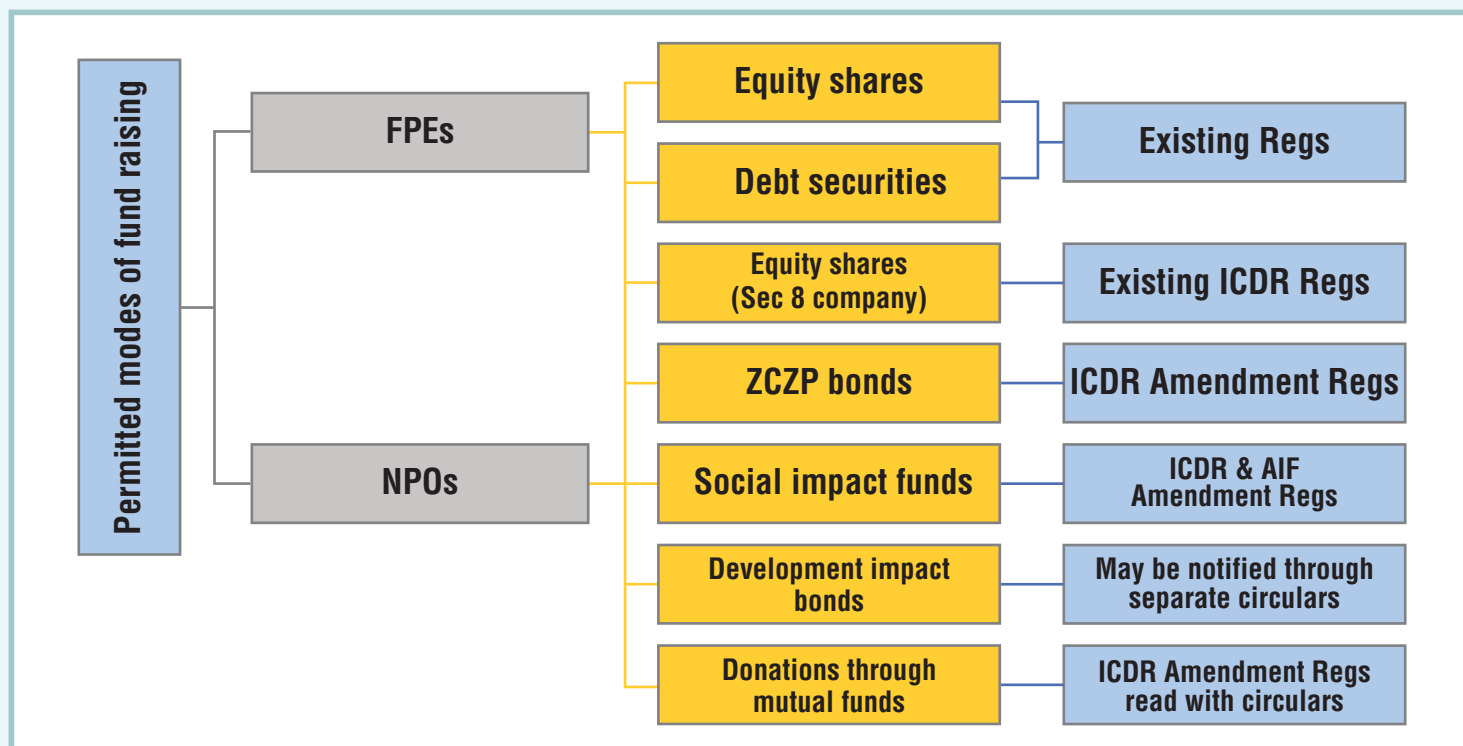 Permitted modes of fund raising
FPEs
NPOs
Equity shares
Debt securities
Equity shares
(Sec 8 company)
ZCZP bonds
Social impact funds
Development impact
bonds
Donations through
mutual funds
Existing Regs
Existing ICDR Regs
ICDR Amendment Regs
ICDR & AIF
Amendment Regs
May be notified through
separate circulars
ICDR Amendment Regs
read with circulars